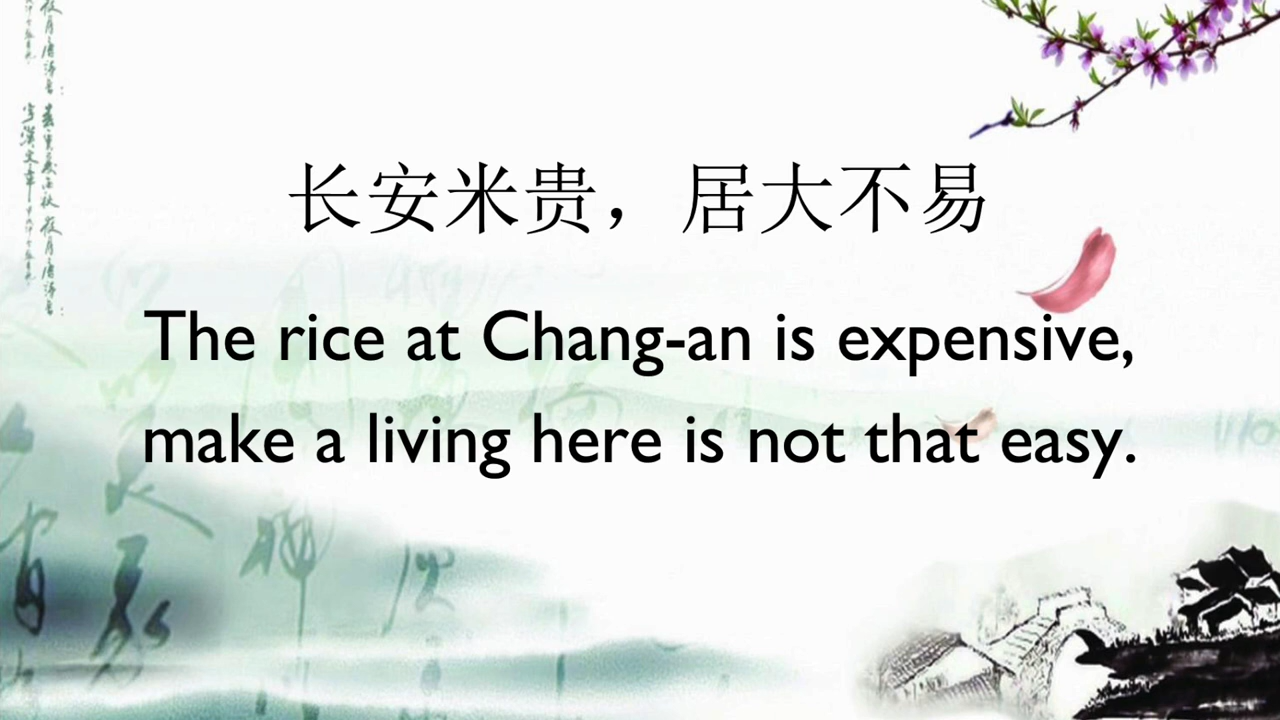 长安米贵，居大不易
The rice at Chang-an is expensive,
make a living here is not that easy.